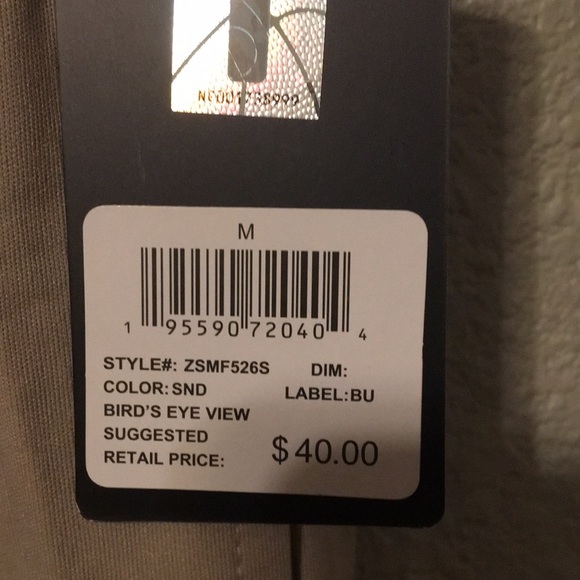 M
1 95590 72040 4
STYLE#: ZSMF526S DIM:
COLOR: SND LABEL: BU
BIRD'S EYE VIEW
SUGGESTED
RETAIL PRICE: $40.00